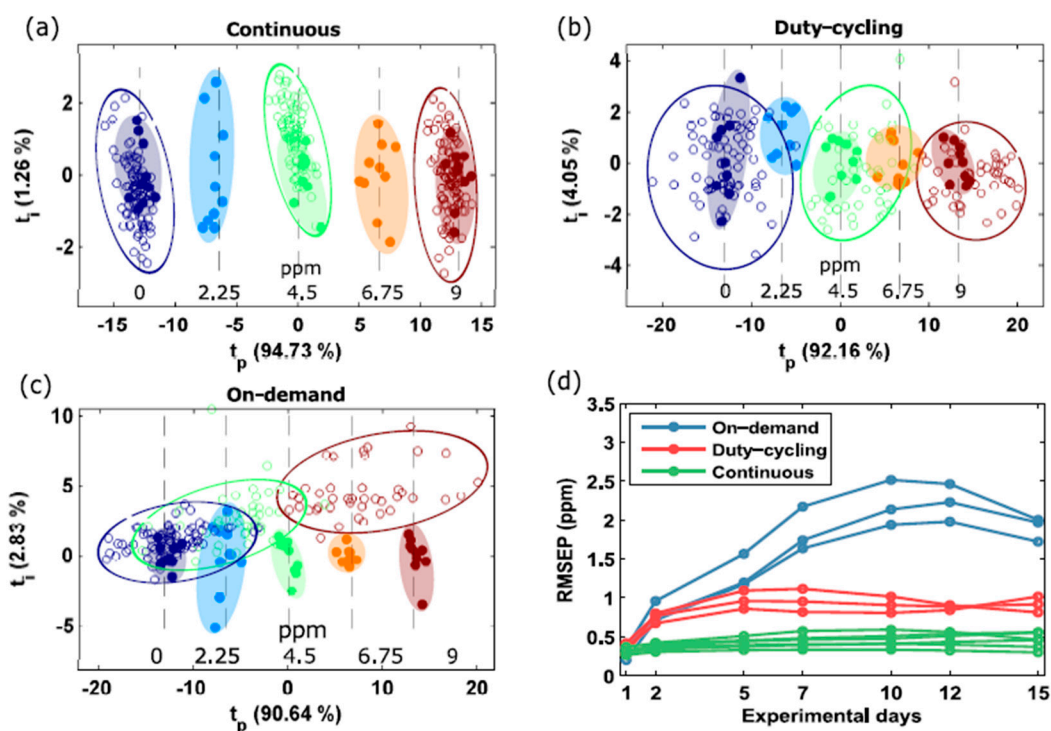 (a)
Continuous
2
0
-2
t_i (1.26 %)
ppm
0 2.25 4.5 6.75 9
-15 -10 -5 0 5 10 15
t_p (94.73 %)
(b)
Duty-cycling
4
2
0
-2
-4
t_i (4.05 %)
ppm
0 2.25 4.5 6.75 9
-20 -10 0 10 20
t_p (92.16 %)
(c)
On-demand
10
5
0
-5
t_i (2.83 %)
ppm
0 2.25 4.5 6.75 9
-20 -10 0 10 20
t_p (90.64 %)
(d)
3.5
3
2.5
2
1.5
1
0.5
0
RMSEP (ppm)
On-demand
Duty-cycling
Continuous
1 2 5 7 10 12 15
Experimental days